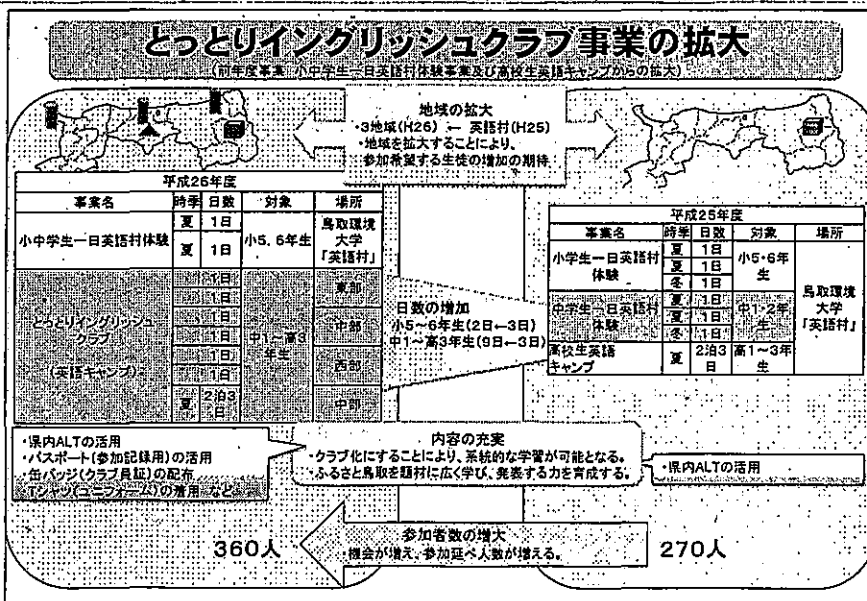 とっとりイングリッシュクラブ事業の拡大
(前年度事業 小中学生一日英語村体験事業及び高校生英語キャンプからの拡大)
地域の拡大
・3地域(H26) ← 英語村(H25)
・地域を拡大することにより、
参加希望する生徒の増加の期待
平成26年度
事業名 時季 日数 対象 場所
小中学生一日英語村体験 夏 1日 小5、6年生 鳥取環境大学「英語村」
夏 1日
とっとりイングリッシュクラブ
(英語キャンプ)
1日 東部
1日
1日 中部
1日
中1～高3年生
1日 西部
1日
夏 2泊3日 中部
日数の増加
小5～6年生(2日←3日)
中1～高3年生(9日←3日)
平成25年度
事業名 時季 日数 対象 場所
小学生一日英語村体験 夏 1日 小5・6年生
夏 1日
冬 1日
中学生一日英語村体験 夏 1日 中1・2年生
夏 1日
冬 1日
高校生英語キャンプ 夏 2泊3日 高1～3年生
鳥取環境大学「英語村」
・県内ALTの活用
・パスポート(参加記録用)の活用
・缶バッジ(クラブ員証)の配布
・Tシャツ(ユニフォーム)の着用 など
内容の充実
・クラブ化にすることにより、系統的な学習が可能となる。
・ふるさと鳥取を題材に広く学び、発表する力を育成する。
・県内ALTの活用
360人
参加者数の増大
・機会が増え、参加延べ人数が増える。
270人